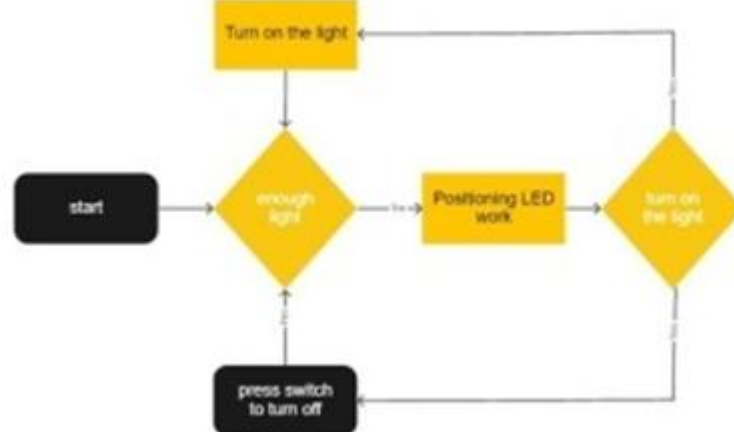 Turn on the light
start
enough
light
Positioning LED
work
turn on
the light
press switch
to turn off